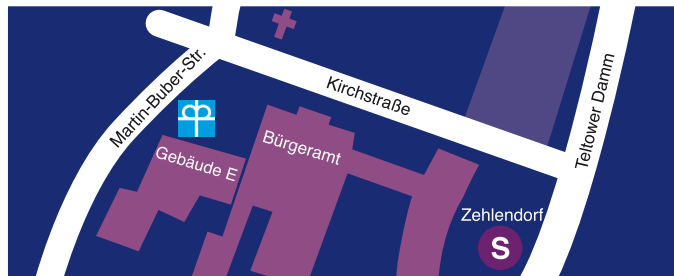 Martin-Buber-Str.
Kirchstraße
Teltower Damm
Bürgeramt
Gebäude E
Zehlendorf
S